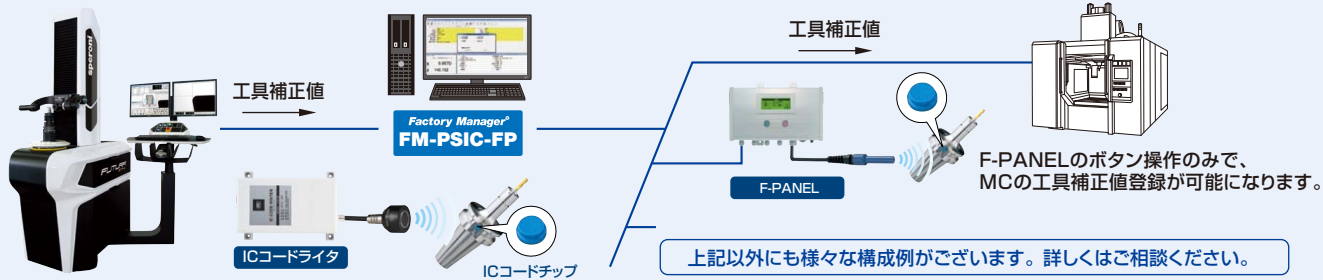 speroni
FUTURA
工具補正値
Factory Manager®
FM-PSIC-FP
ICコードライタ
ICコードチップ
工具補正値
F-PANEL
F-PANELのボタン操作のみで、
MCの工具補正値登録が可能になります。
上記以外にも様々な構成例がございます。詳しくはご相談ください。